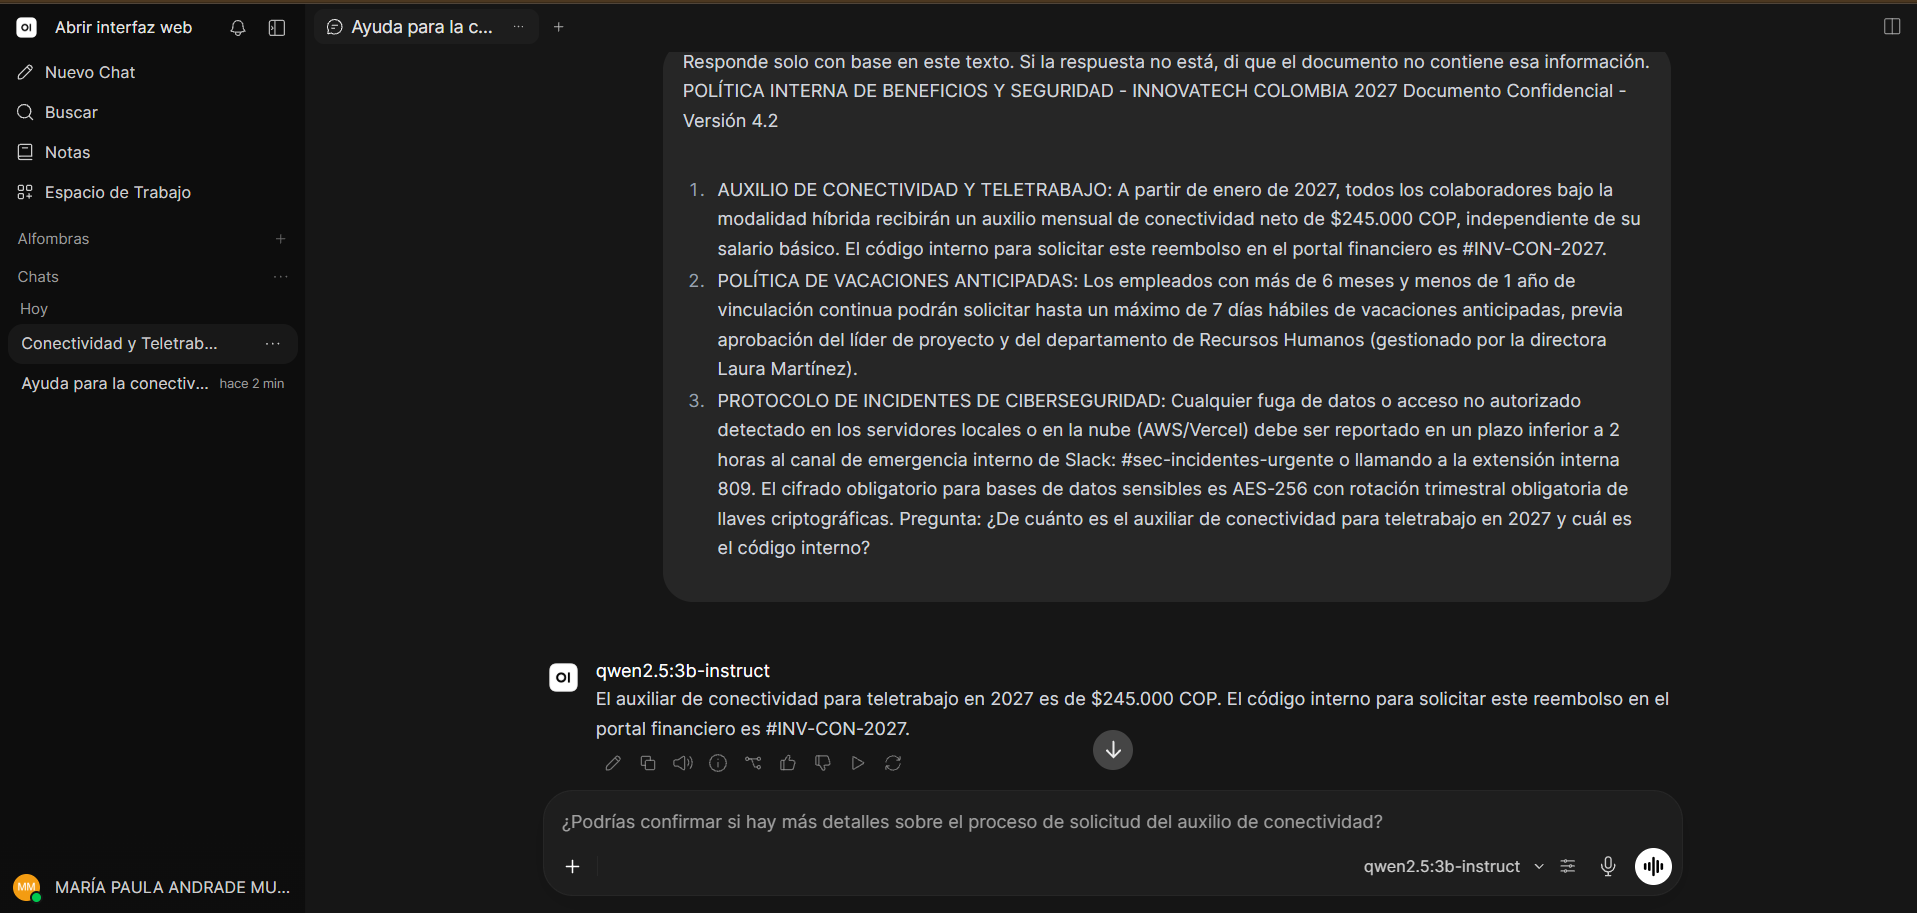 OI Abrir interfaz web
Nuevo Chat
Buscar
Notas
Espacio de Trabajo
Alfombras
Chats
Hoy
Conectividad y Teletrab...
Ayuda para la conectiv... hace 2 min
MM MARÍA PAULA ANDRADE MU...
Ayuda para la c...
Responde solo con base en este texto. Si la respuesta no está, di que el documento no contiene esa información.
POLÍTICA INTERNA DE BENEFICIOS Y SEGURIDAD - INNOVATECH COLOMBIA 2027 Documento Confidencial -
Versión 4.2
1. AUXILIO DE CONECTIVIDAD Y TELETRABAJO: A partir de enero de 2027, todos los colaboradores bajo la
modalidad híbrida recibirán un auxilio mensual de conectividad neto de $245.000 COP, independiente de su
salario básico. El código interno para solicitar este reembolso en el portal financiero es #INV-CON-2027.
2. POLÍTICA DE VACACIONES ANTICIPADAS: Los empleados con más de 6 meses y menos de 1 año de
vinculación continua podrán solicitar hasta un máximo de 7 días hábiles de vacaciones anticipadas, previa
aprobación del líder de proyecto y del departamento de Recursos Humanos (gestionado por la directora
Laura Martínez).
3. PROTOCOLO DE INCIDENTES DE CIBERSEGURIDAD: Cualquier fuga de datos o acceso no autorizado
detectado en los servidores locales o en la nube (AWS/Vercel) debe ser reportado en un plazo inferior a 2
horas al canal de emergencia interno de Slack: #sec-incidentes-urgente o llamando a la extensión interna
809. El cifrado obligatorio para bases de datos sensibles es AES-256 con rotación trimestral obligatoria de
llaves criptográficas. Pregunta: ¿De cuánto es el auxiliar de conectividad para teletrabajo en 2027 y cuál es
el código interno?
OI qwen2.5:3b-instruct
El auxiliar de conectividad para teletrabajo en 2027 es de $245.000 COP. El código interno para solicitar este reembolso en el
portal financiero es #INV-CON-2027.
¿Podrías confirmar si hay más detalles sobre el proceso de solicitud del auxilio de conectividad?
qwen2.5:3b-instruct